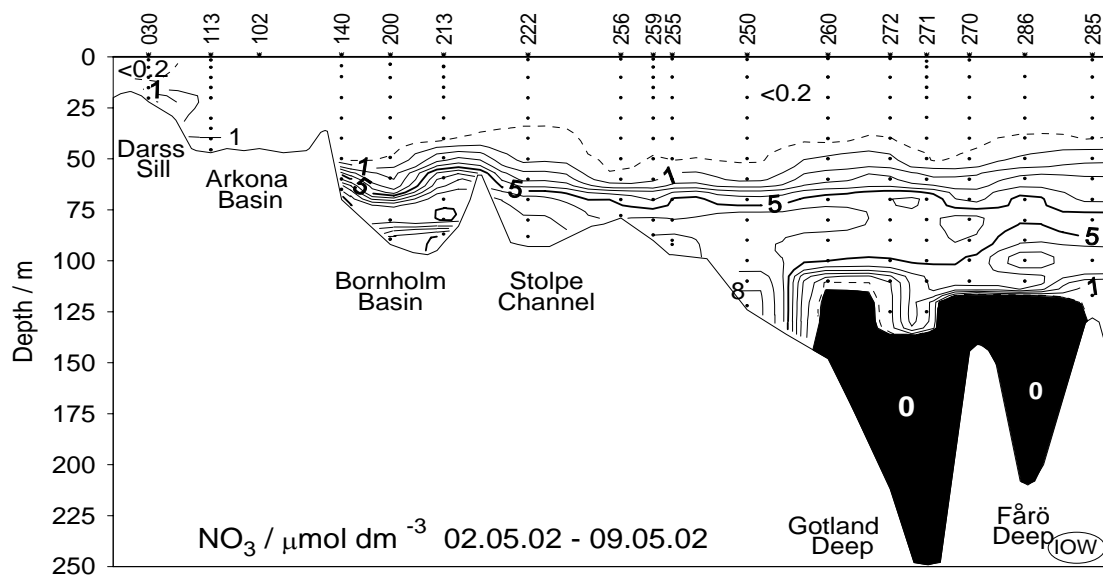 030 113 102 140 200 213 222 256 259 255 250 260 272 271 270 286 285
0
25
50
75
100
125
150
175
200
225
250
Depth / m
<0.2
1
1
<0.2
Darss
Sill
Arkona
Basin
1
5
5
1
5
5
8
1
Bornholm
Basin
Stolpe
Channel
0
0
Gotland
Deep
Fårö
Deep
IOW
NO3 / μmol dm -3 02.05.02 - 09.05.02